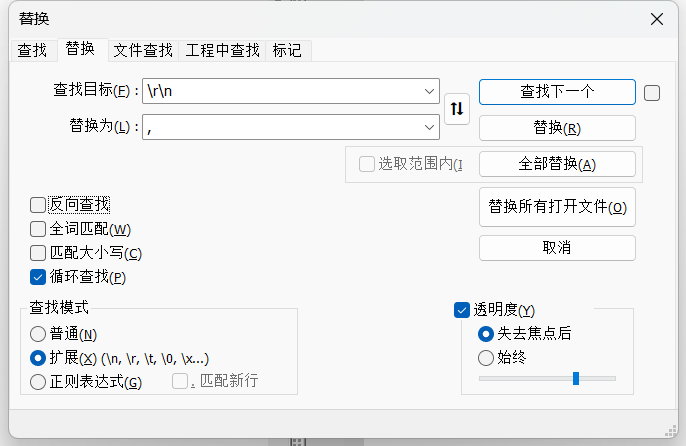 替换
查找 替换 文件查找 工程中查找 标记
查找目标(F)： \r\n 查找下一个
替换为(L)： , 替换(R)
选取范围内(I 全部替换(A)
替换所有打开文件(O)
取消
反向查找
全词匹配(W)
匹配大小写(C)
循环查找(P)
查找模式
普通(N)
扩展(X) (\n, \r, \t, \0, \x...)
正则表达式(G) . 匹配新行
透明度(Y)
失去焦点后
始终